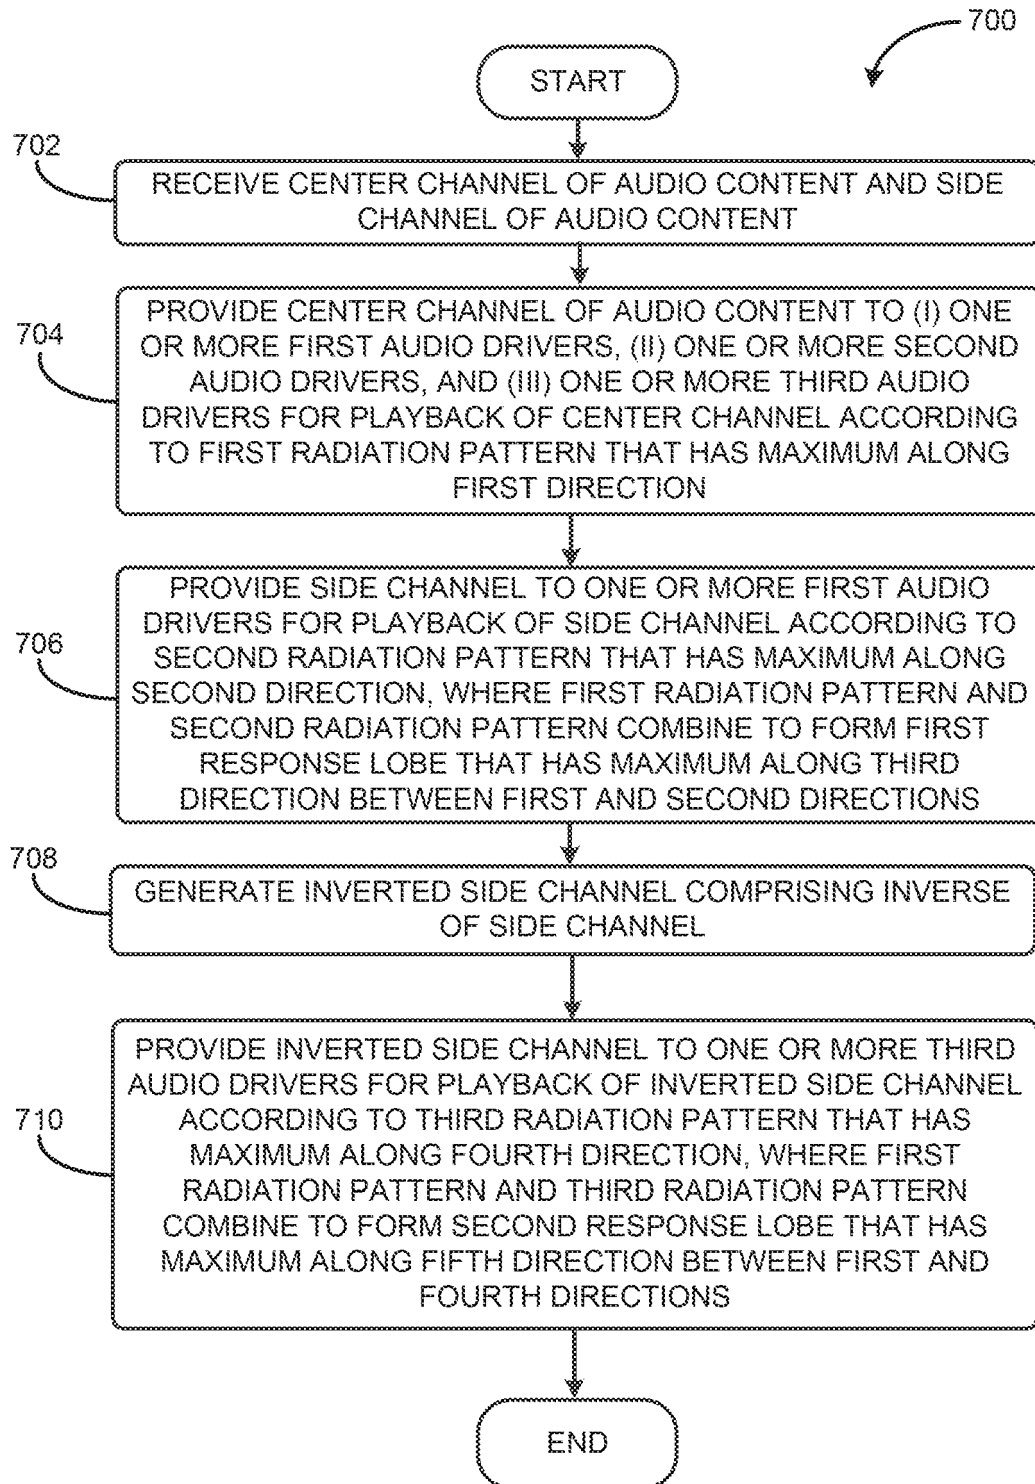 700
START
702
RECEIVE CENTER CHANNEL OF AUDIO CONTENT AND SIDE
CHANNEL OF AUDIO CONTENT
704
PROVIDE CENTER CHANNEL OF AUDIO CONTENT TO (I) ONE
OR MORE FIRST AUDIO DRIVERS, (II) ONE OR MORE SECOND
AUDIO DRIVERS, AND (III) ONE OR MORE THIRD AUDIO
DRIVERS FOR PLAYBACK OF CENTER CHANNEL ACCORDING
TO FIRST RADIATION PATTERN THAT HAS MAXIMUM ALONG
FIRST DIRECTION
706
PROVIDE SIDE CHANNEL TO ONE OR MORE FIRST AUDIO
DRIVERS FOR PLAYBACK OF SIDE CHANNEL ACCORDING TO
SECOND RADIATION PATTERN THAT HAS MAXIMUM ALONG
SECOND DIRECTION, WHERE FIRST RADIATION PATTERN AND
SECOND RADIATION PATTERN COMBINE TO FORM FIRST
RESPONSE LOBE THAT HAS MAXIMUM ALONG THIRD
DIRECTION BETWEEN FIRST AND SECOND DIRECTIONS
708
GENERATE INVERTED SIDE CHANNEL COMPRISING INVERSE
OF SIDE CHANNEL
710
PROVIDE INVERTED SIDE CHANNEL TO ONE OR MORE THIRD
AUDIO DRIVERS FOR PLAYBACK OF INVERTED SIDE CHANNEL
ACCORDING TO THIRD RADIATION PATTERN THAT HAS
MAXIMUM ALONG FOURTH DIRECTION, WHERE FIRST
RADIATION PATTERN AND THIRD RADIATION PATTERN
COMBINE TO FORM SECOND RESPONSE LOBE THAT HAS
MAXIMUM ALONG FIFTH DIRECTION BETWEEN FIRST AND
FOURTH DIRECTIONS
END